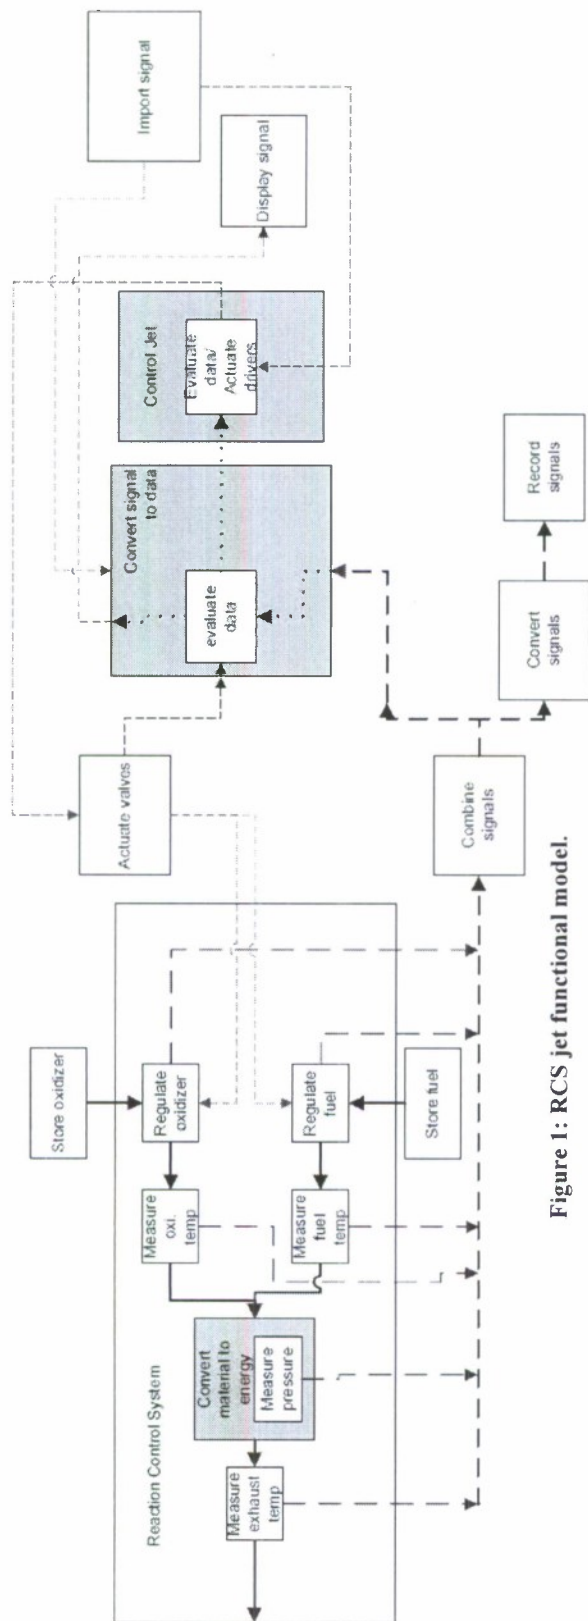 Reaction Control System
Store oxidizer
Regulate
oxidizer
Measure
oxi.
temp
Convert
material to
energy
Measure
pressure
Measure
exhaust
temp
Measure
fuel
temp
Regulate
fuel
Store fuel
Actuate valves
Combine
signals
Convert signal
to data
evaluate
data
Control Jet
Evaluate
data/
Actuate
drivers
Import signal
Display signal
Convert
signals
Record
signals
Figure 1: RCS jet functional model.